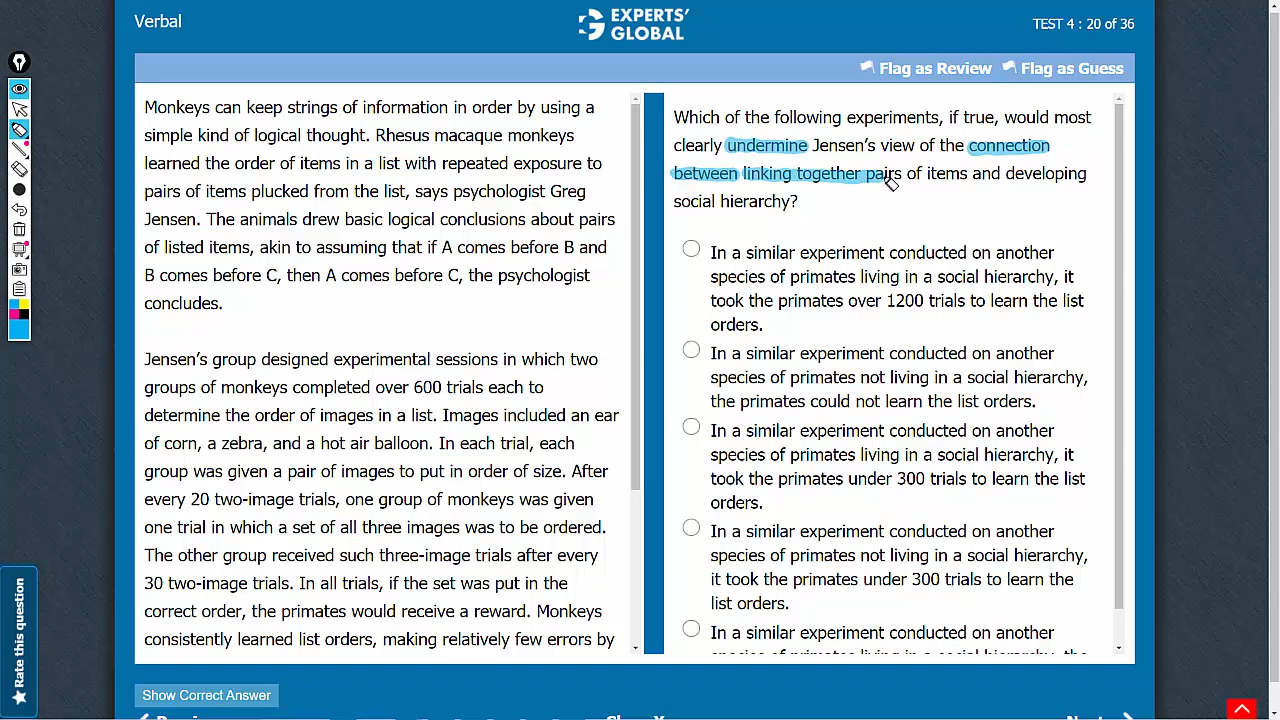 Verbal
EXPERTS'
GLOBAL
TEST 4 : 20 of 36
Flag as Review
Flag as Guess
Monkeys can keep strings of information in order by using a
simple kind of logical thought. Rhesus macaque monkeys
learned the order of items in a list with repeated exposure to
pairs of items plucked from the list, says psychologist Greg
Jensen. The animals drew basic logical conclusions about pairs
of listed items, akin to assuming that if A comes before B and
B comes before C, then A comes before C, the psychologist
concludes.
Jensen's group designed experimental sessions in which two
groups of monkeys completed over 600 trials each to
determine the order of images in a list. Images included an ear
of corn, a zebra, and a hot air balloon. In each trial, each
group was given a pair of images to put in order of size. After
every 20 two-image trials, one group of monkeys was given
one trial in which a set of all three images was to be ordered.
The other group received such three-image trials after every
30 two-image trials. In all trials, if the set was put in the
correct order, the primates would receive a reward. Monkeys
consistently learned list orders, making relatively few errors by
Which of the following experiments, if true, would most
clearly undermine Jensen's view of the connection
between linking together pairs of items and developing
social hierarchy?
In a similar experiment conducted on another
species of primates living in a social hierarchy, it
took the primates over 1200 trials to learn the list
orders.
In a similar experiment conducted on another
species of primates not living in a social hierarchy,
the primates could not learn the list orders.
In a similar experiment conducted on another
species of primates living in a social hierarchy, it
took the primates under 300 trials to learn the list
orders.
In a similar experiment conducted on another
species of primates not living in a social hierarchy,
it took the primates under 300 trials to learn the
list orders.
In a similar experiment conducted on another
species of primates not living in a social hierarchy, the
Rate this question
Show Correct Answer